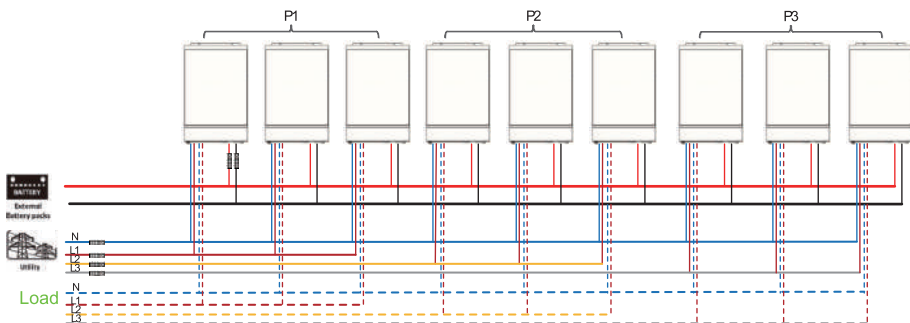 P1
P2
P3
BATTERY
External
Battery packs
N
L1
L2
L3
Utility
Load
N
L1
L2
L3